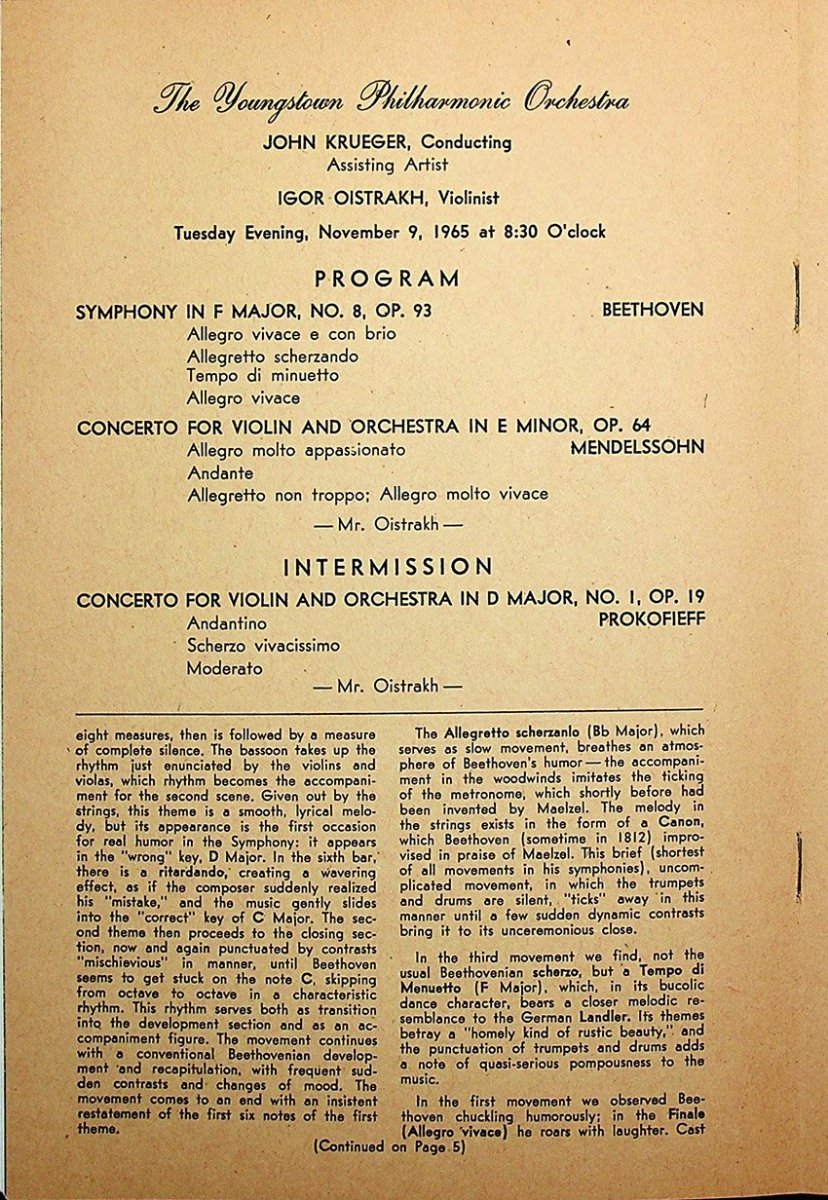 The Youngstown Philharmonic Orchestra
JOHN KRUEGER, Conducting
Assisting Artist
IGOR OISTRAKH, Violinist
Tuesday Evening, November 9, 1965 at 8:30 O'clock
PROGRAM
SYMPHONY IN F MAJOR, NO. 8, OP. 93 BEETHOVEN
Allegro vivace e con brio
Allegretto scherzando
Tempo di minuetto
Allegro vivace
CONCERTO FOR VIOLIN AND ORCHESTRA IN E MINOR, OP. 64
Allegro molto appassionato MENDELSSOHN
Andante
Allegretto non troppo; Allegro molto vivace
— Mr. Oistrakh —
INTERMISSION
CONCERTO FOR VIOLIN AND ORCHESTRA IN D MAJOR, NO. 1, OP. 19
Andantino PROKOFIEFF
Scherzo vivacissimo
Moderato
— Mr. Oistrakh —
eight measures, then is followed by a measure
of complete silence. The bassoon takes up the
rhythm just enunciated by the violins and
violas, which rhythm becomes the accompani-
ment for the second scene. Given out by the
strings, this theme is a smooth, lyrical melo-
dy, but its appearance is the first occasion
for real humor in the Symphony: it appears
in the "wrong" key, D Major. In the sixth bar,
there is a ritardando, creating a wavering
effect, as if the composer suddenly realized
his "mistake," and the music gently slides
into the "correct" key of C Major. The sec-
ond theme then proceeds to the closing sec-
tion, now and again punctuated by contrasts
"mischievious" in manner, until Beethoven
seems to get stuck on the note C, skipping
from octave to octave in a characteristic
rhythm. This rhythm serves both as transition
into the development section and as an ac-
companiment figure. The movement continues
with a conventional Beethovenian develop-
ment and recapitulation, with frequent sud-
den contrasts and changes of mood. The
movement comes to an end with an insistent
restatement of the first six notes of the first
theme.
The Allegretto scherzanlo (Bb Major), which
serves as slow movement, breathes an atmos-
phere of Beethoven's humor — the accompani-
ment in the woodwinds imitates the ticking
of the metronome, which shortly before had
been invented by Maelzel. The melody in
the strings exists in the form of a Canon,
which Beethoven (sometime in 1812) impro-
vised in praise of Maelzel. This brief (shortest
of all movements in his symphonies), uncom-
plicated movement, in which the trumpets
and drums are silent, "ticks" away in this
manner until a few sudden dynamic contrasts
bring it to its unceremonious close.
In the third movement we find, not the
usual Beethovenian scherzo, but a Tempo di
Menuetto (F Major), which, in its bucolic
dance character, bears a closer melodic re-
semblance to the German Landler. Its themes
betray a "homely kind of rustic beauty," and
the punctuation of trumpets and drums adds
a note of quasi-serious pompousness to the
music.
In the first movement we observed Bee-
thoven chuckling humorously; in the Finale
(Allegro vivace) he roars with laughter. Cast
(Continued on Page 5)